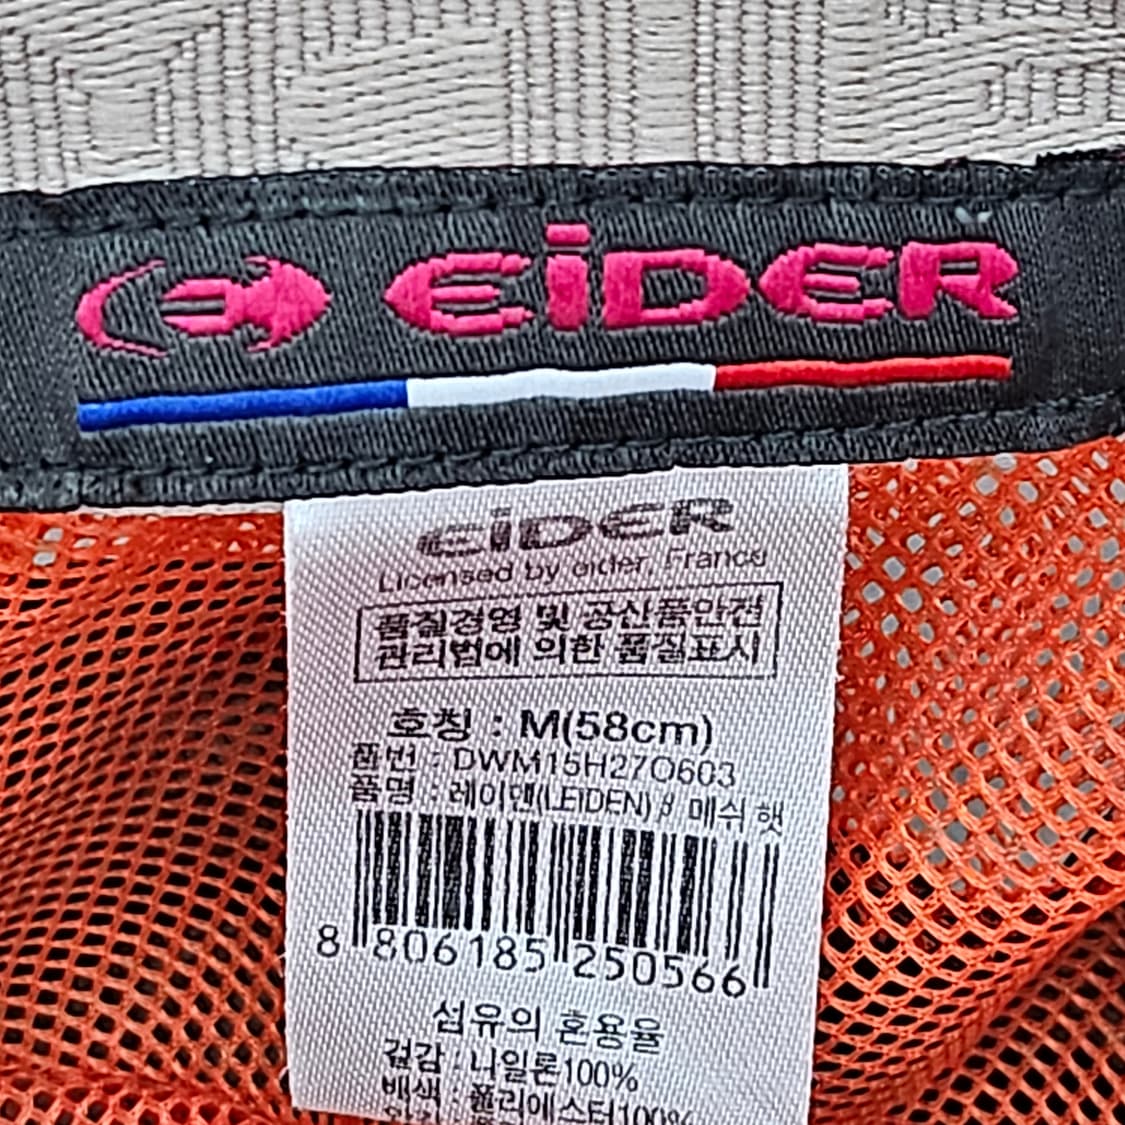 EiDER
EiDER
Licensed by eider, France
품질경영 및 공산품안전
관리법에 의한 품질표시
호칭 : M(58cm)
품번 : DWM15H27O603
품명 : 레이덴(LEIDEN) 메쉬 햇
8 806185 250566
섬유의 혼용율
겉감 : 나일론100%
배색 : 폴리에스터100%